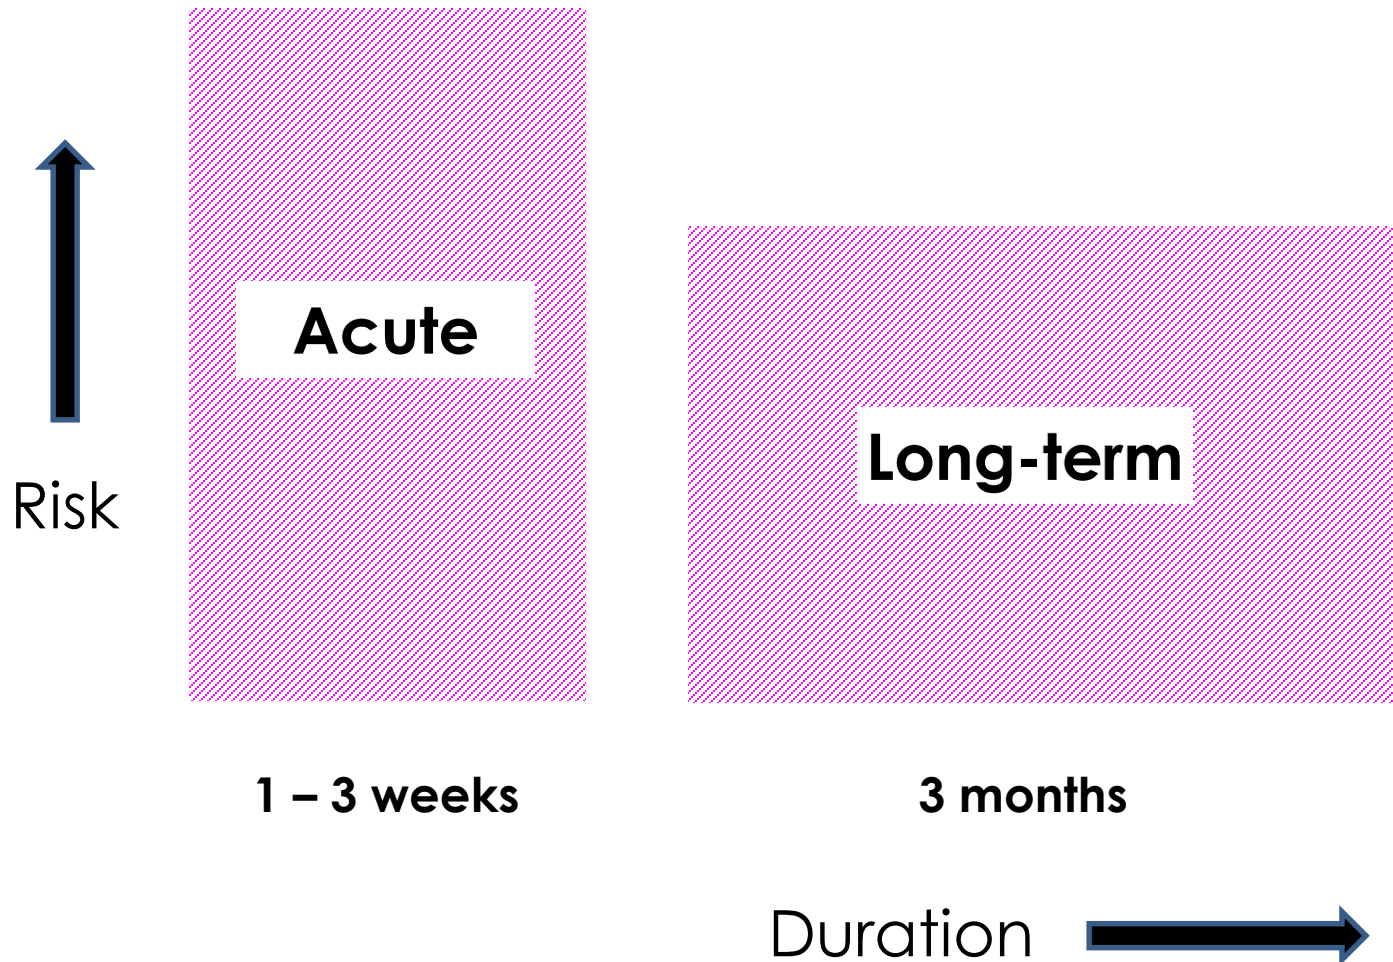 Acute
Long-term
Risk
1 – 3 weeks
3 months
Duration